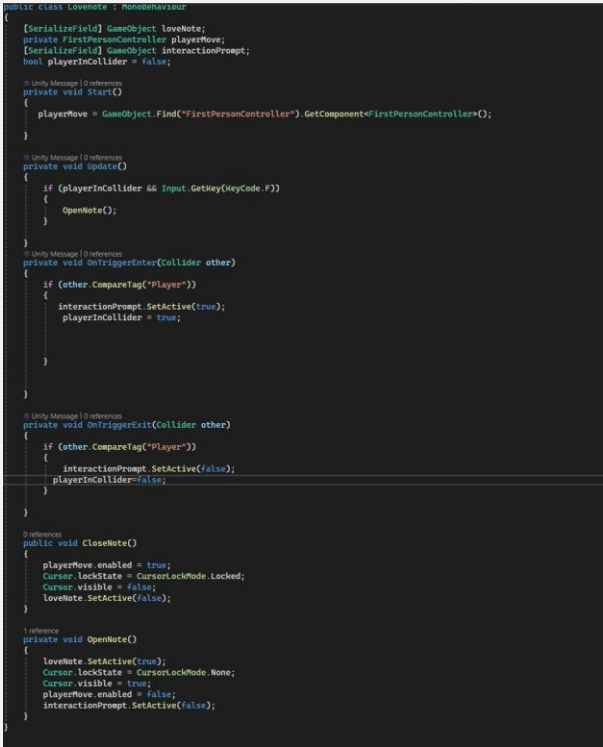 public class Lovenote : MonoBehaviour
{
[SerializeField] GameObject loveNote;
private FirstPersonController playerMove;
[SerializeField] GameObject interactionPrompt;
bool playerInCollider = false;
Unity Message | 0 references
private void Start()
{
playerMove = GameObject.Find("FirstPersonController").GetComponent<FirstPersonController>();
}
Unity Message | 0 references
private void Update()
{
if (playerInCollider && Input.GetKey(KeyCode.F))
{
OpenNote();
}
}
Unity Message | 0 references
private void OnTriggerEnter(Collider other)
{
if (other.CompareTag("Player"))
{
interactionPrompt.SetActive(true);
playerInCollider = true;
}
}
Unity Message | 0 references
private void OnTriggerExit(Collider other)
{
if (other.CompareTag("Player"))
{
interactionPrompt.SetActive(false);
playerInCollider=false;
}
}
0 references
public void CloseNote()
{
playerMove.enabled = true;
Cursor.lockState = CursorLockMode.Locked;
Cursor.visible = false;
loveNote.SetActive(false);
}
1 reference
private void OpenNote()
{
loveNote.SetActive(true);
Cursor.lockState = CursorLockMode.None;
Cursor.visible = true;
playerMove.enabled = false;
interactionPrompt.SetActive(false);
}
}